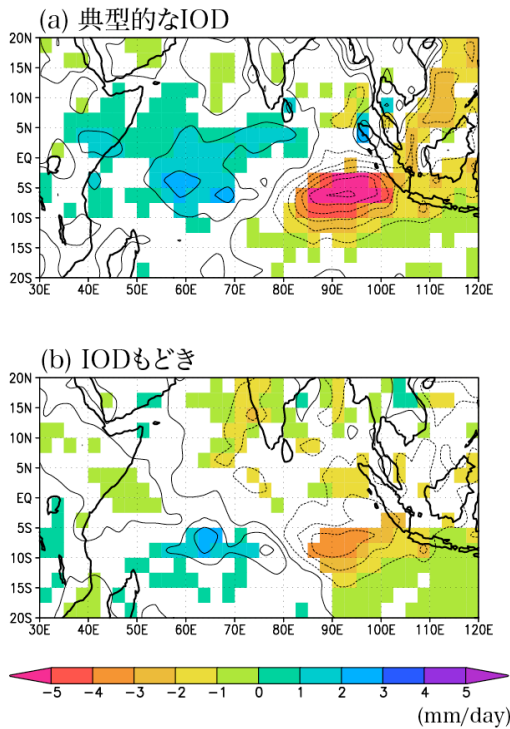 (a) 典型的なIOD
20N
15N
10N
5N
EQ
5S
10S
15S
20S
30E 40E 50E 60E 70E 80E 90E 100E 110E 120E
(b) IODもどき
20N
15N
10N
5N
EQ
5S
10S
15S
20S
30E 40E 50E 60E 70E 80E 90E 100E 110E 120E
-5 -4 -3 -2 -1 0 1 2 3 4 5
(mm/day)